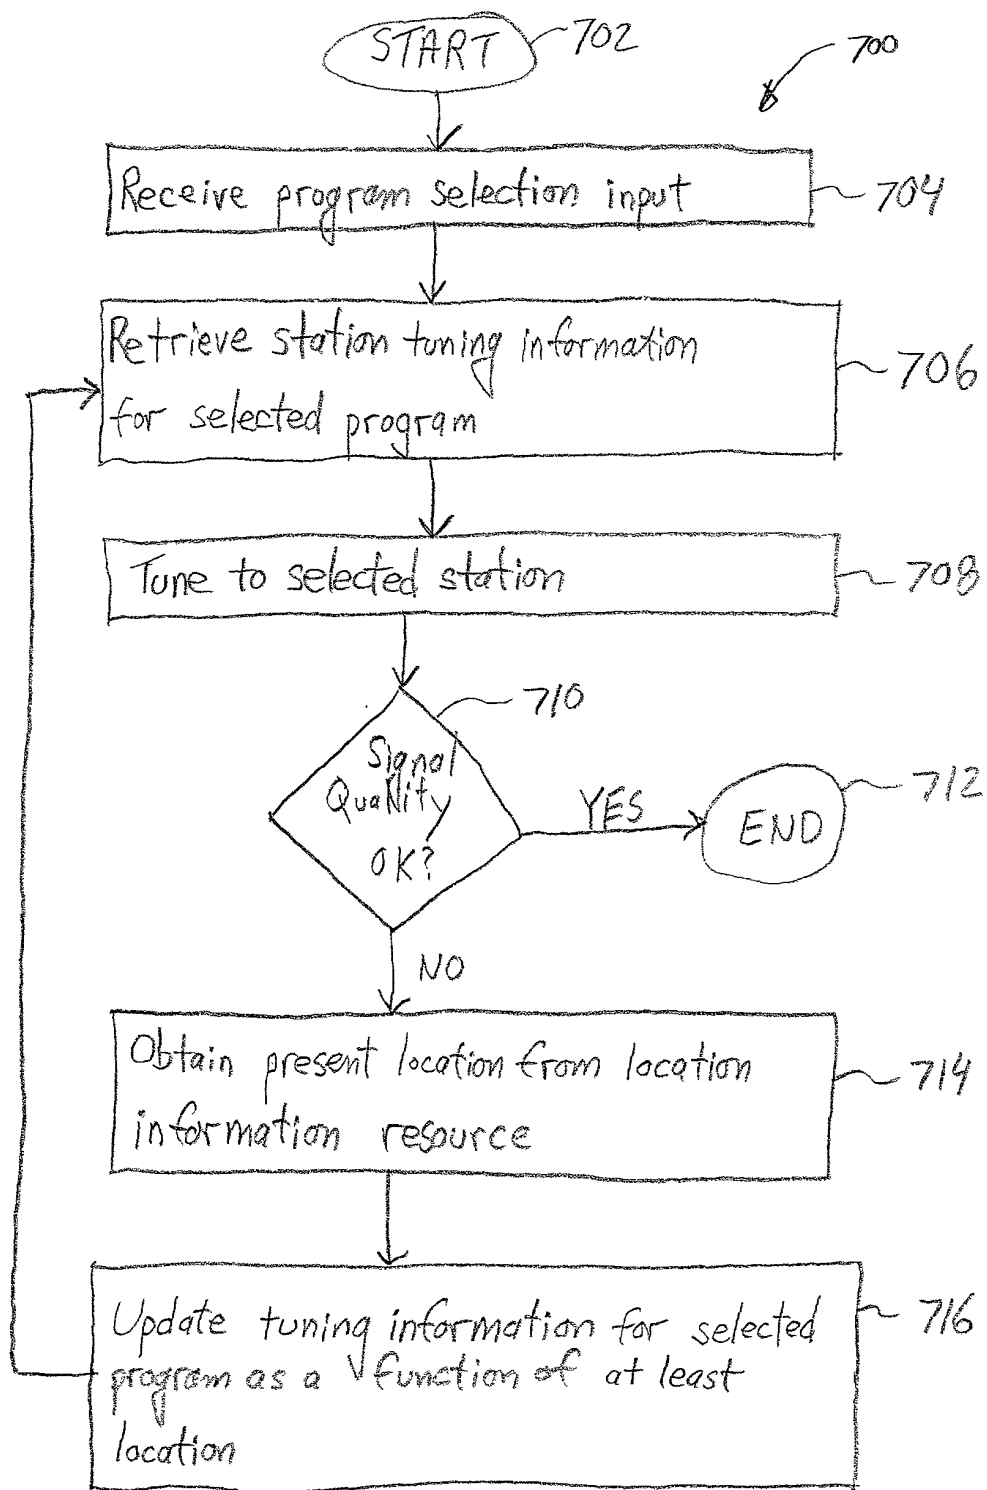 START
702
700
Receive program selection input
704
Retrieve station tuning information
for selected program
706
Tune to selected station
708
710
Signal
Quality
OK?
YES
END
712
NO
Obtain present location from location
information resource
714
Update tuning information for selected
program as a function of at least
location
716